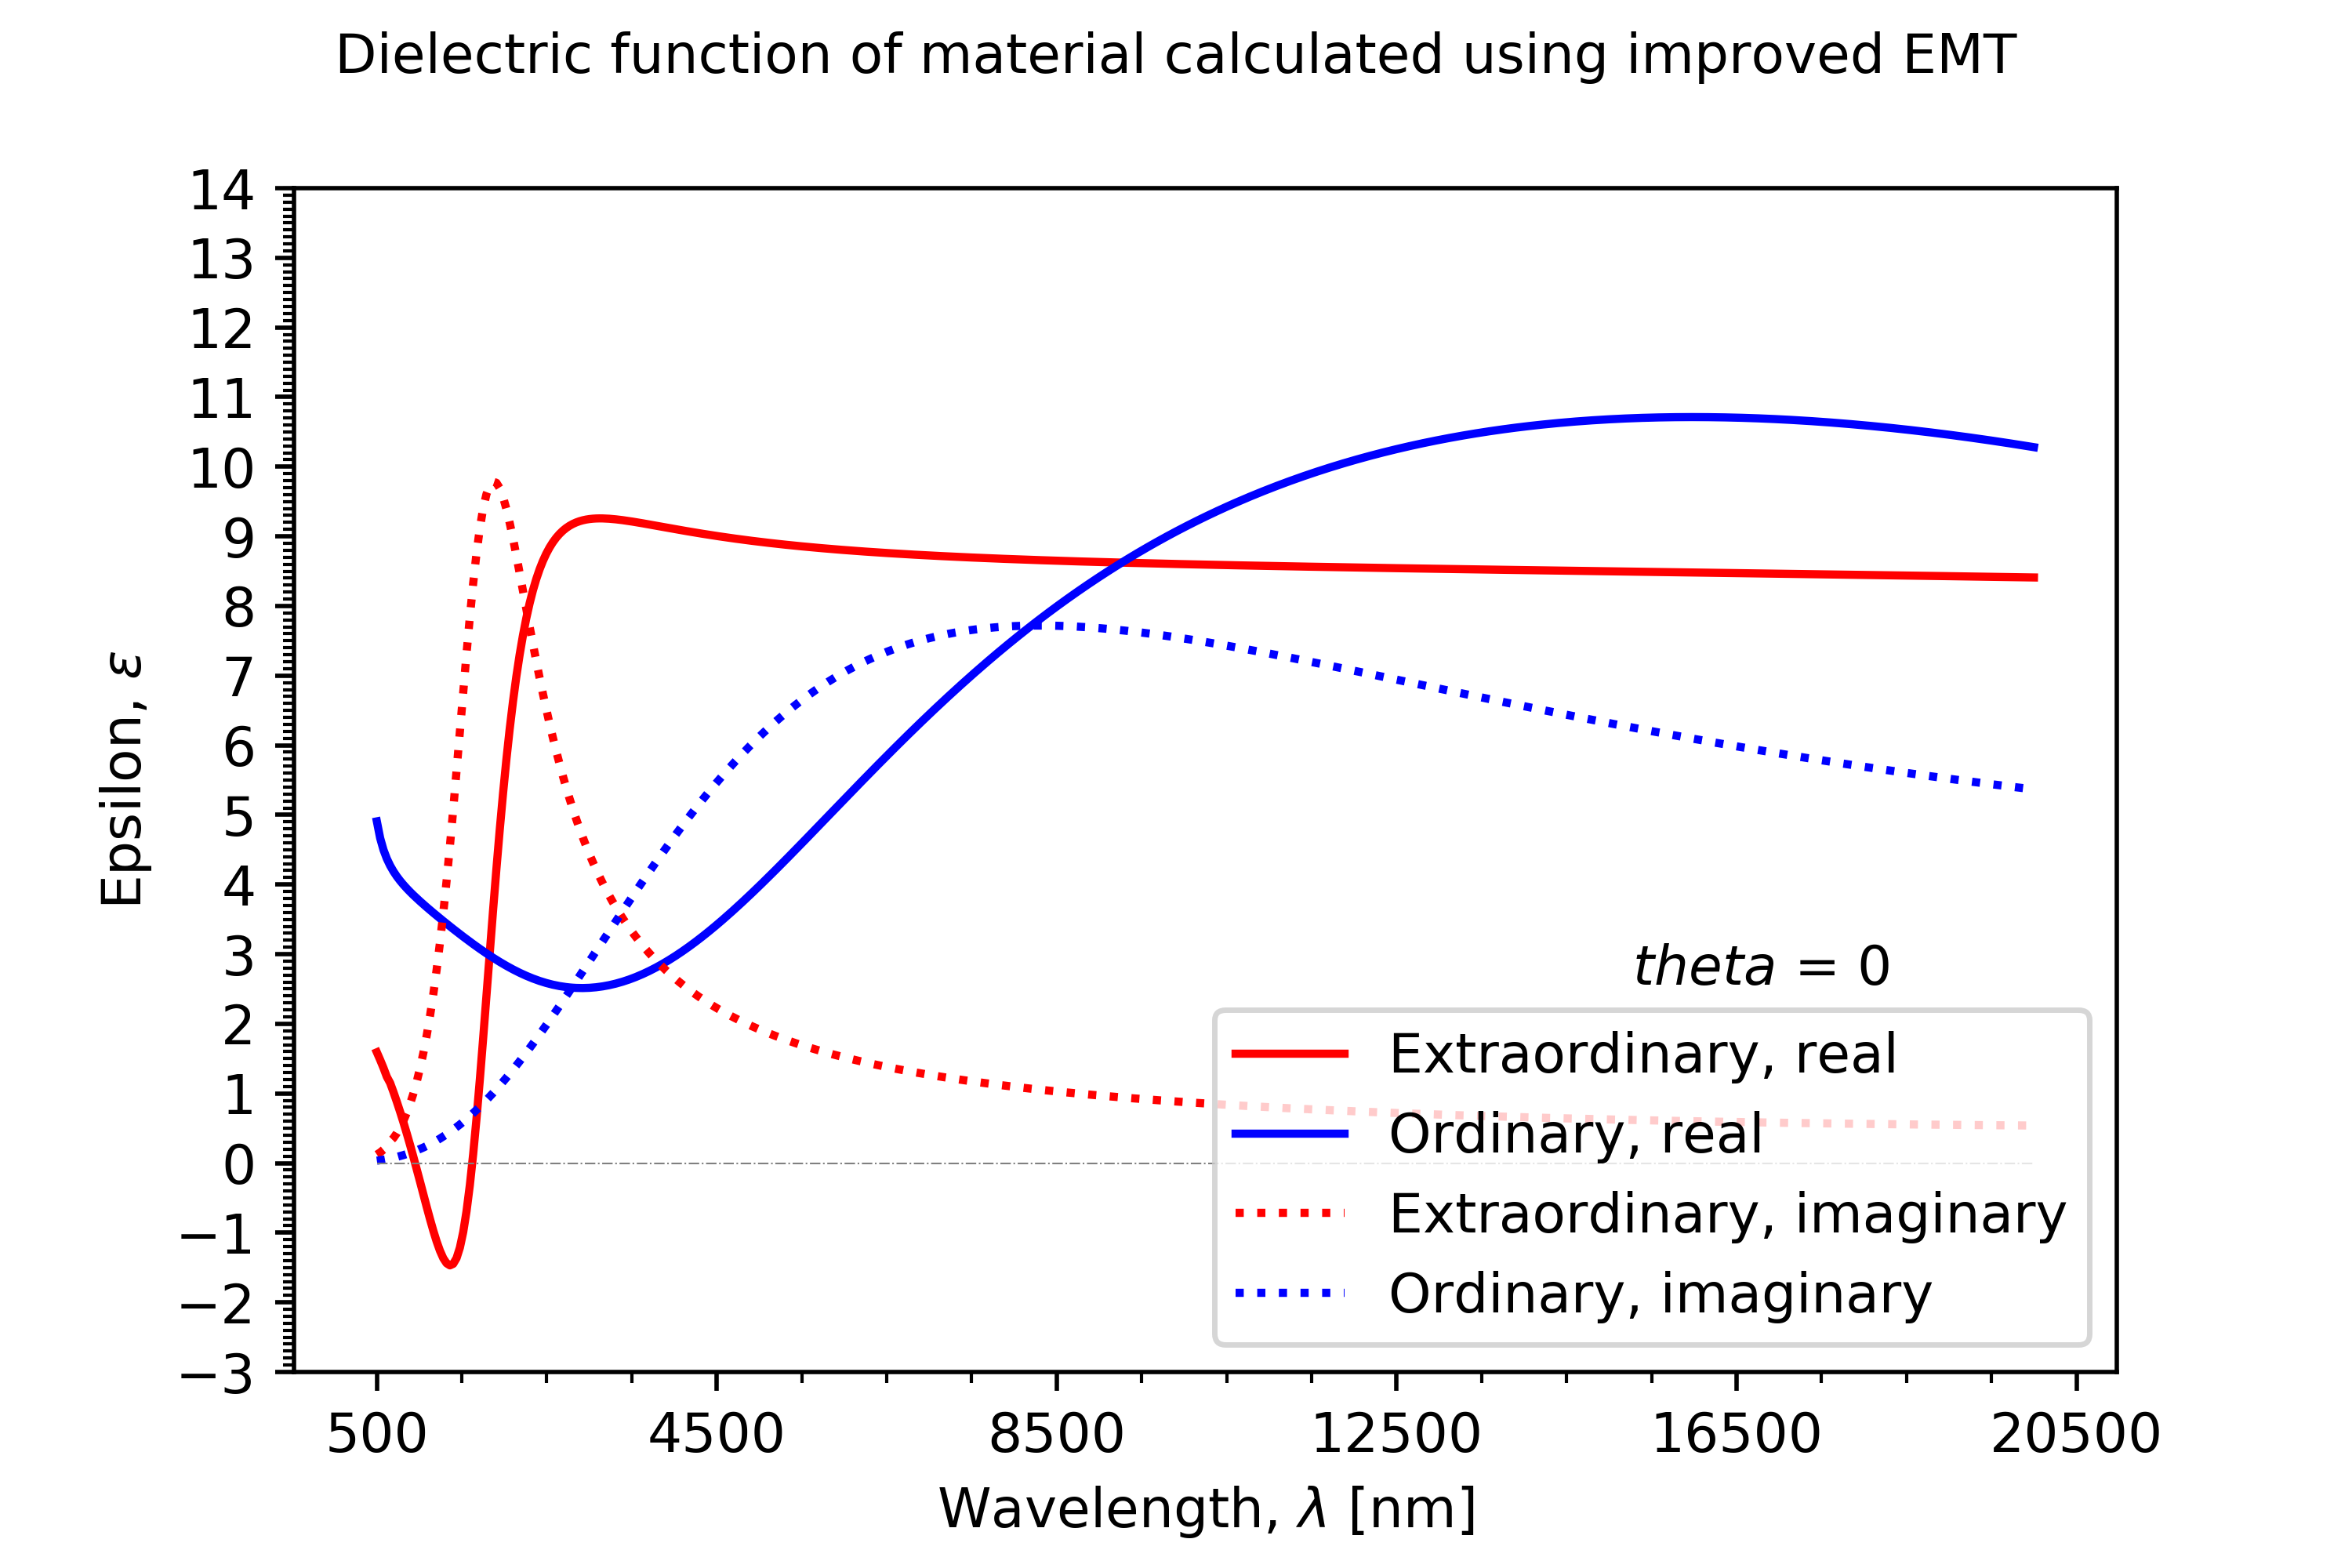 Dielectric function of material calculated using improved EMT
14
13
12
11
10
9
8
7
6
5
4
3
2
1
0
−1
−2
−3
Epsilon, ε
theta = 0
Extraordinary, real
Ordinary, real
Extraordinary, imaginary
Ordinary, imaginary
500 4500 8500 12500 16500 20500
Wavelength, λ [nm]